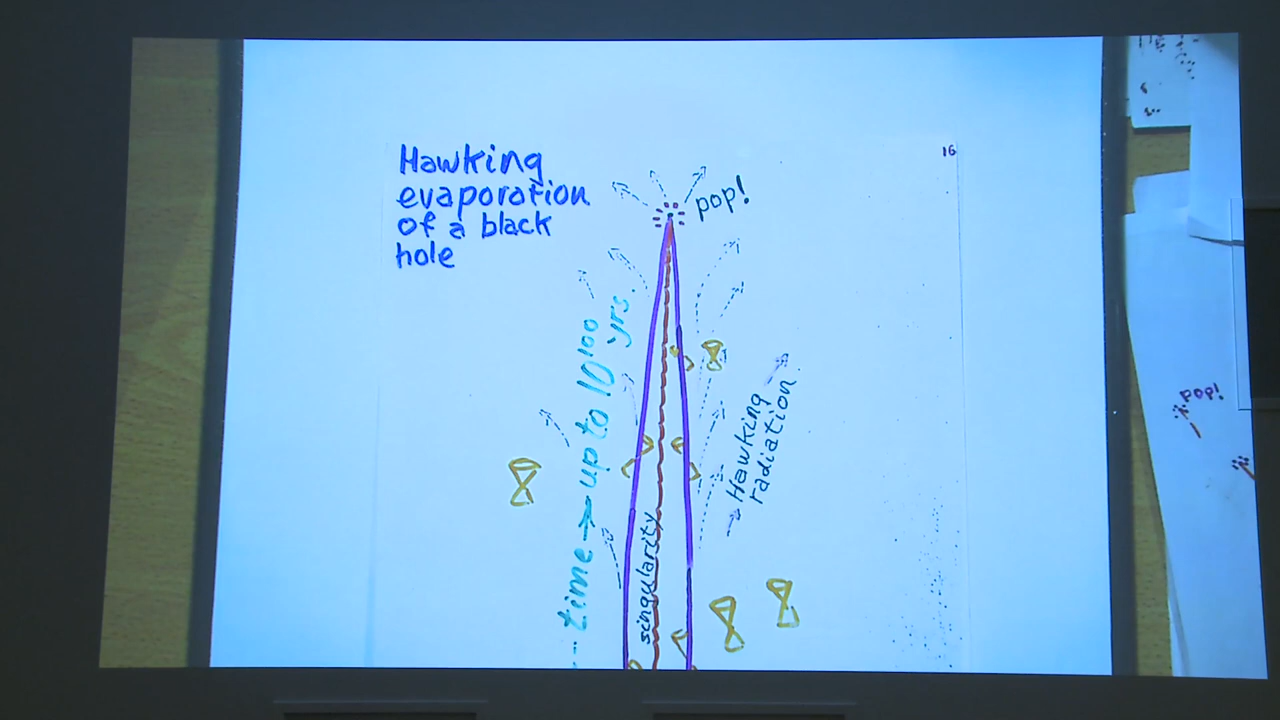 Hawking
evaporation
of a black
hole
16
pop!
time → up to 10¹⁰⁰
yrs.
Hawking
radiation
singularity
pop!